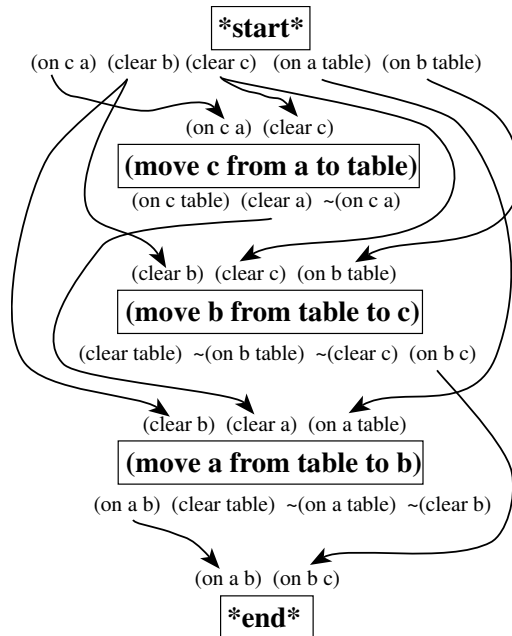 *start*
(on c a) (clear b) (clear c) (on a table) (on b table)
(on c a) (clear c)
(move c from a to table)
(on c table) (clear a) ~(on c a)
(clear b) (clear c) (on b table)
(move b from table to c)
(clear table) ~(on b table) ~(clear c) (on b c)
(clear b) (clear a) (on a table)
(move a from table to b)
(on a b) (clear table) ~(on a table) ~(clear b)
(on a b) (on b c)
*end*